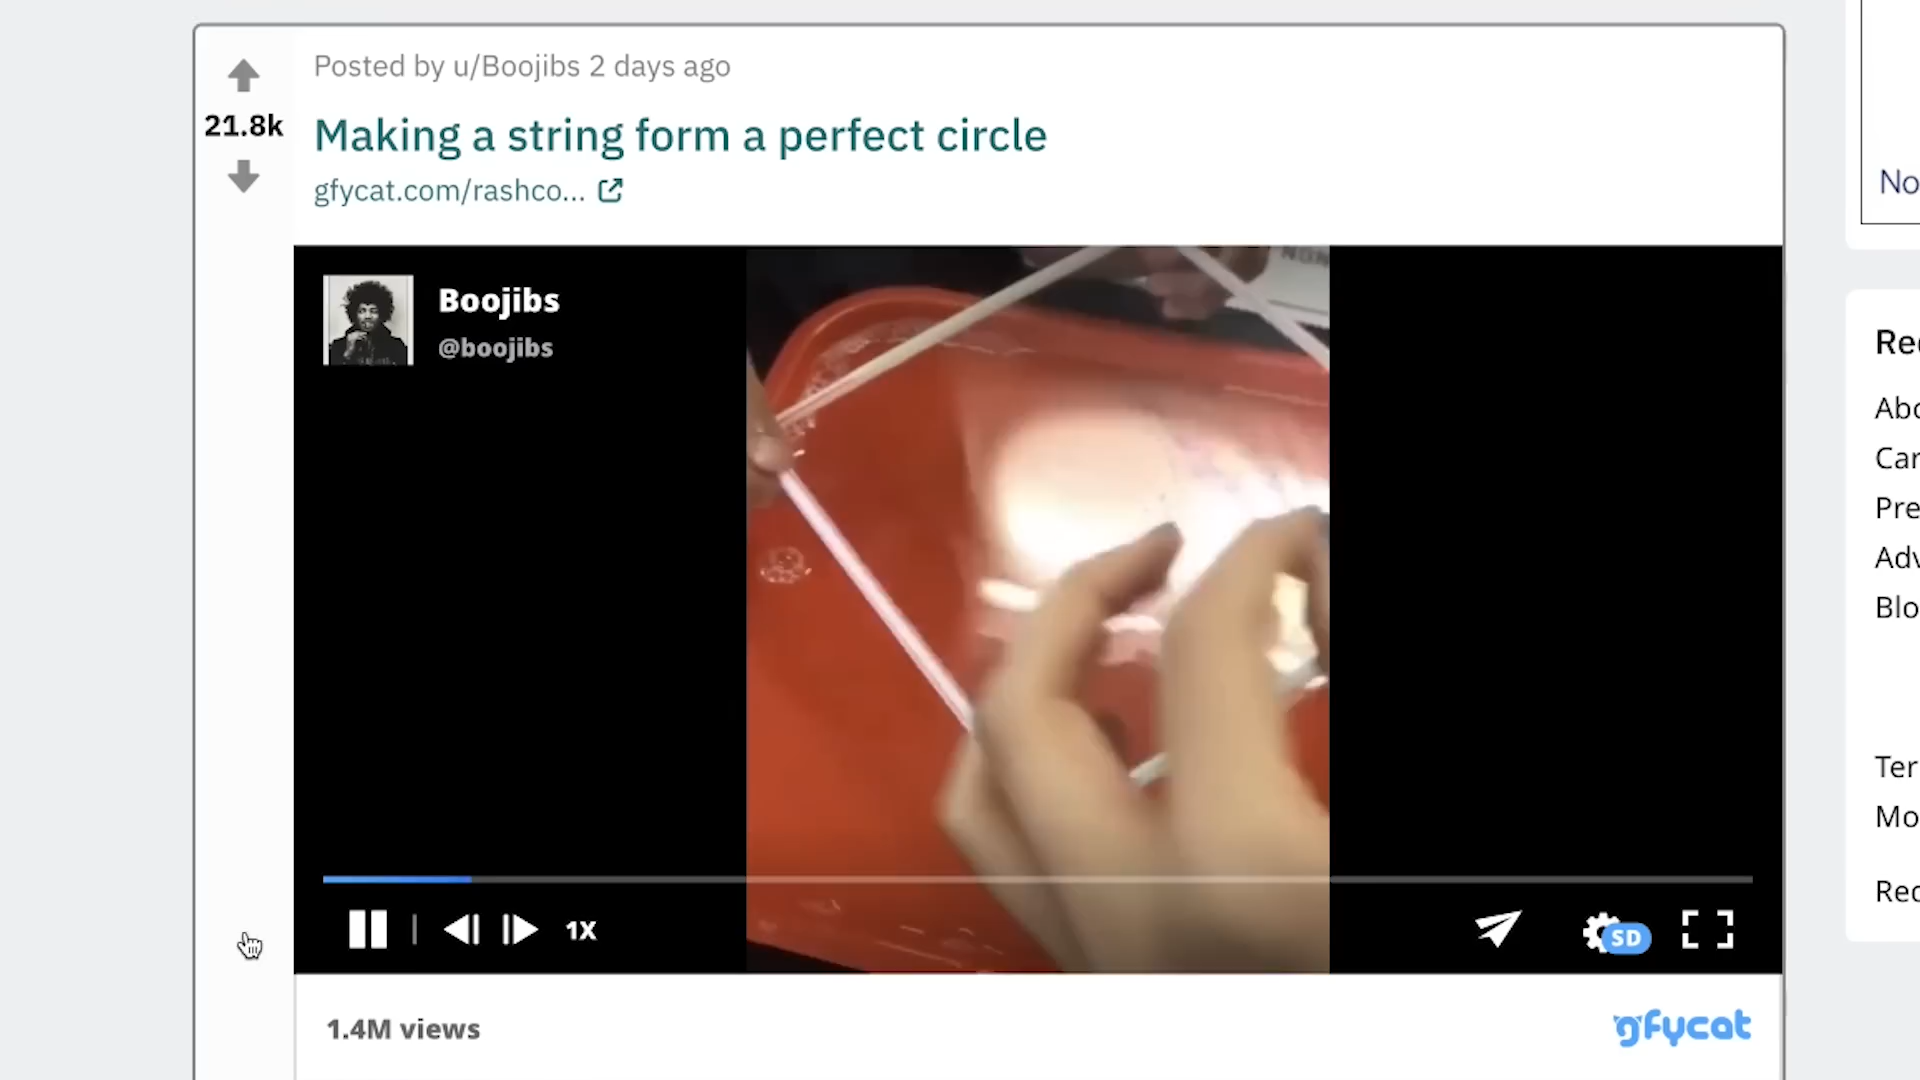 Posted by u/Boojibs 2 days ago
21.8k
Making a string form a perfect circle
gfycat.com/rashco...
Boojibs
@boojibs
1X
SD
1.4M views
gfycat
No
Rec
Abo
Car
Pre
Adv
Blo
Ter
Mo
Rec